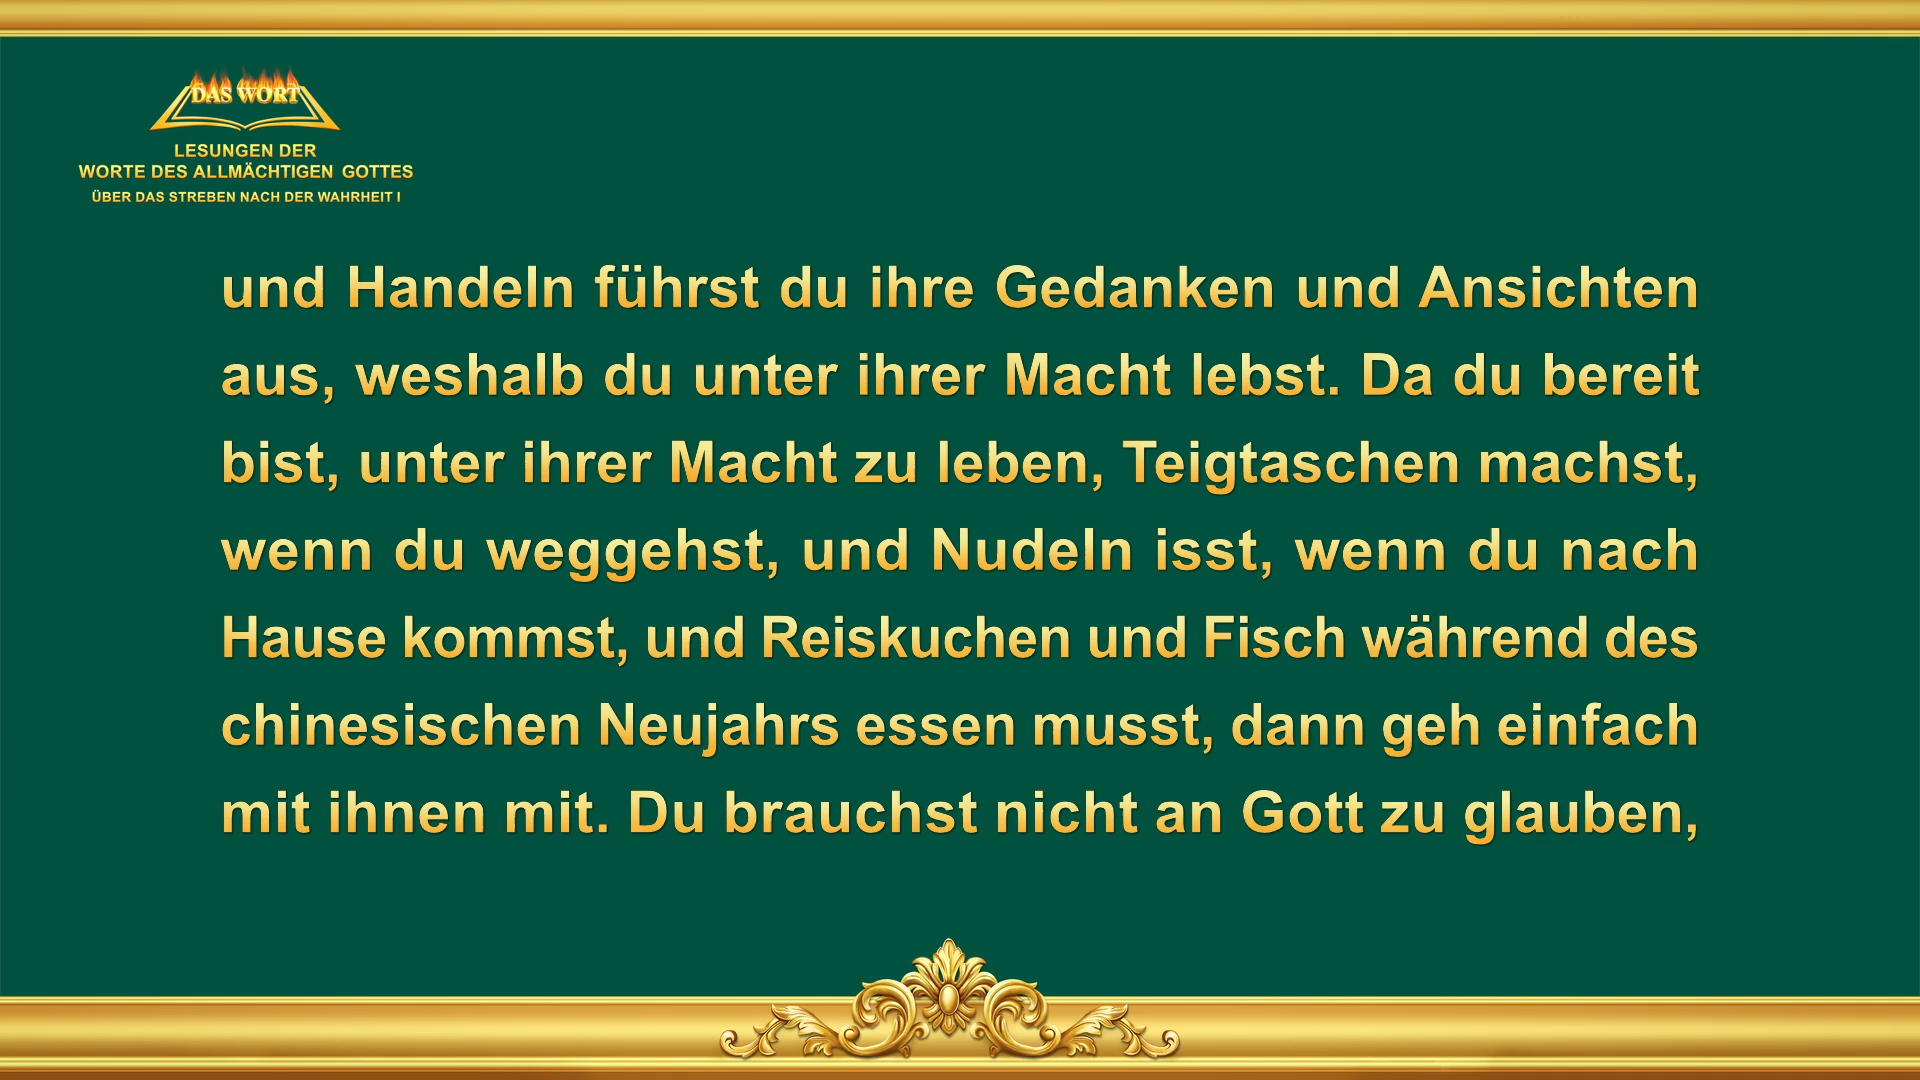 DAS WORT
LESUNGEN DER
WORTE DES ALLMÄCHTIGEN GOTTES
ÜBER DAS STREBEN NACH DER WAHRHEIT I
und Handeln führst du ihre Gedanken und Ansichten
aus, weshalb du unter ihrer Macht lebst. Da du bereit
bist, unter ihrer Macht zu leben, Teigtaschen machst,
wenn du weggehst, und Nudeln isst, wenn du nach
Hause kommst, und Reiskuchen und Fisch während des
chinesischen Neujahrs essen musst, dann geh einfach
mit ihnen mit. Du brauchst nicht an Gott zu glauben,